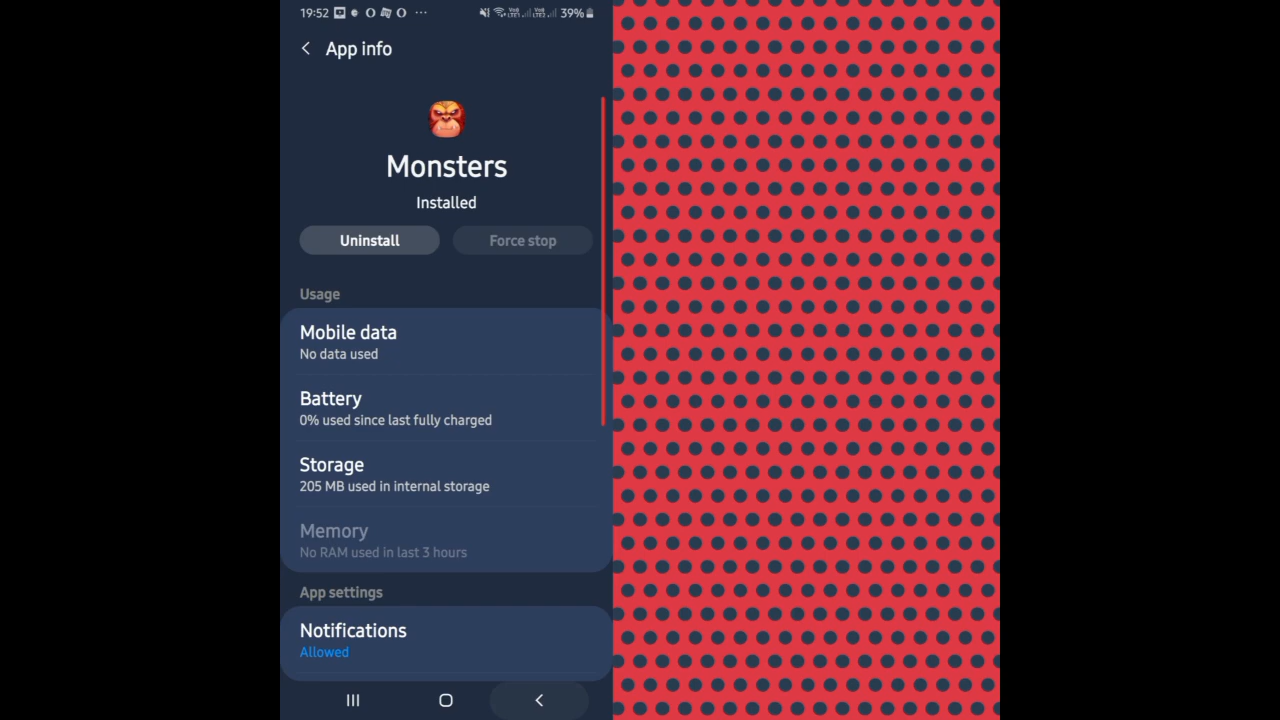 19:52 39%
App info
Monsters
Installed
Uninstall Force stop
Usage
Mobile data
No data used
Battery
0% used since last fully charged
Storage
205 MB used in internal storage
Memory
No RAM used in last 3 hours
App settings
Notifications
Allowed